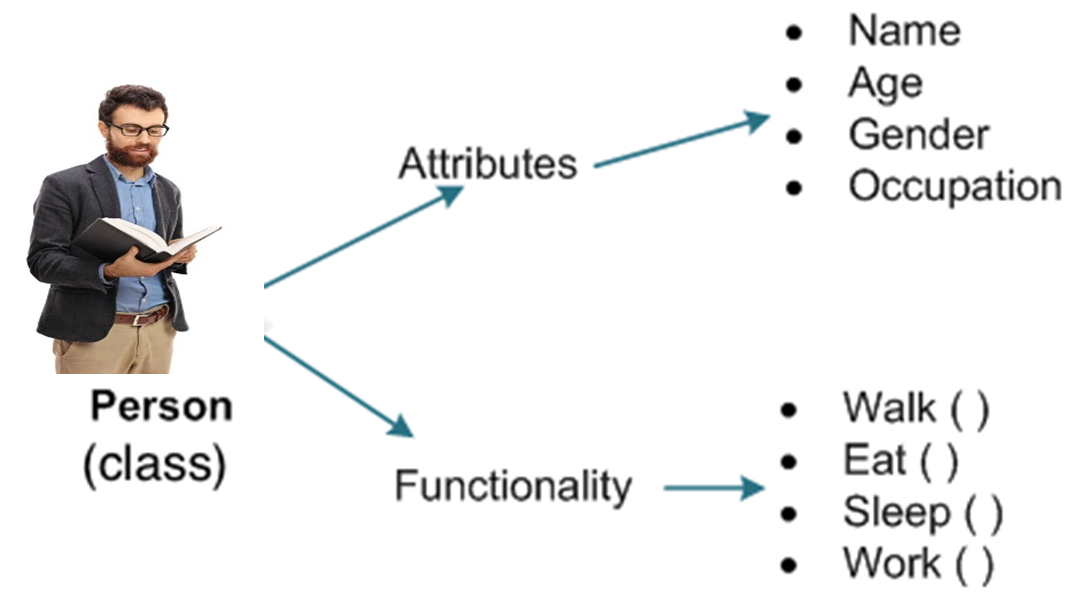 Person
(class)
Attributes
• Name
• Age
• Gender
• Occupation
Functionality
• Walk ( )
• Eat ( )
• Sleep ( )
• Work ( )